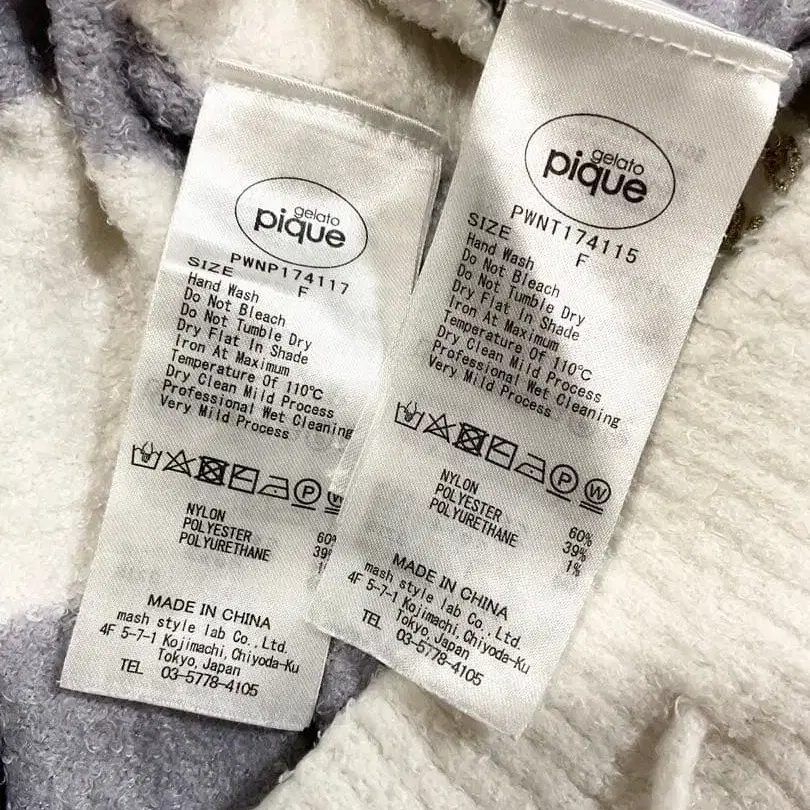 gelato
pique
PWNP174117
SIZE F
Hand Wash
Do Not Bleach
Do Not Tumble Dry
Dry Flat In Shade
Iron At Maximum
Temperature Of 110℃
Dry Clean Mild Process
Professional Wet Cleaning
Very Mild Process
P
W
NYLON 60%
POLYESTER 39%
POLYURETHANE 1
MADE IN CHINA
mash style lab Co., Ltd.
4F 5-7-1 Kojimachi, Chiyoda-Ku
Tokyo, Japan
TEL 03-5778-4105
gelato
pique
PWNT174115
SIZE F
Hand Wash
Do Not Bleach
Do Not Tumble Dry
Dry Flat In Shade
Iron At Maximum
Temperature Of 110℃
Dry Clean Mild Process
Professional Wet Cleaning
Very Mild Process
P
W
NYLON 60%
POLYESTER 39%
POLYURETHANE 1%
MADE IN CHINA
mash style lab Co., Ltd.
4F 5-7-1 Kojimachi, Chiyoda-Ku
Tokyo, Japan
TEL 03-5778-4105